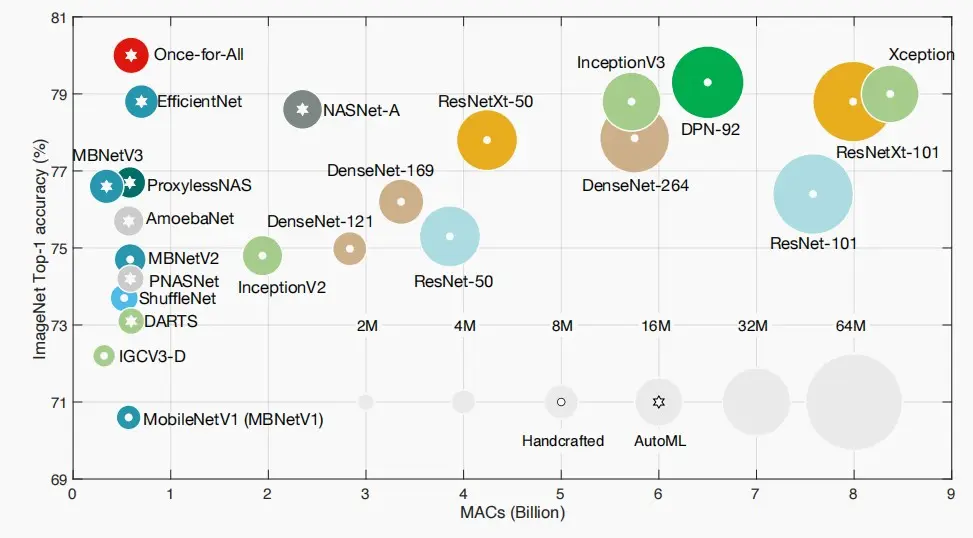 81
79
77
75
73
71
69
ImageNet Top-1 accuracy (%)
Once-for-All
EfficientNet
NASNet-A
InceptionV3
Xception
ResNetXt-50
DPN-92
ResNetXt-101
MBNetV3
ProxylessNAS
DenseNet-169
DenseNet-264
AmoebaNet
DenseNet-121
ResNet-101
MBNetV2
PNASNet
InceptionV2
ResNet-50
ShuffleNet
DARTS
2M 4M 8M 16M 32M 64M
IGCV3-D
MobileNetV1 (MBNetV1)
Handcrafted AutoML
0 1 2 3 4 5 6 7 8 9
MACs (Billion)